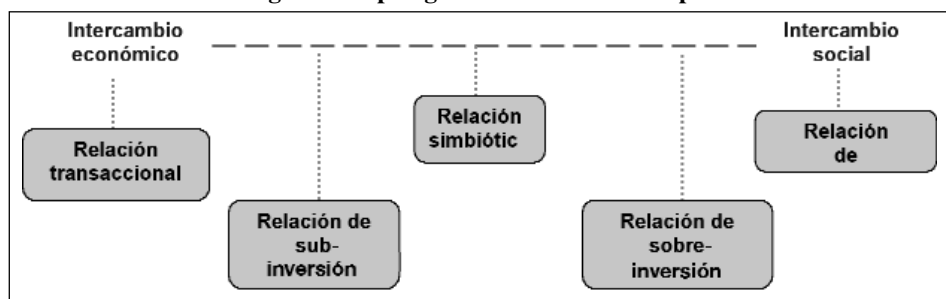 Intercambio
económico
Intercambio
social
Relación
transaccional
Relación de
sub-
inversión
Relación
simbiótic
Relación de
sobre-
inversión
Relación
de